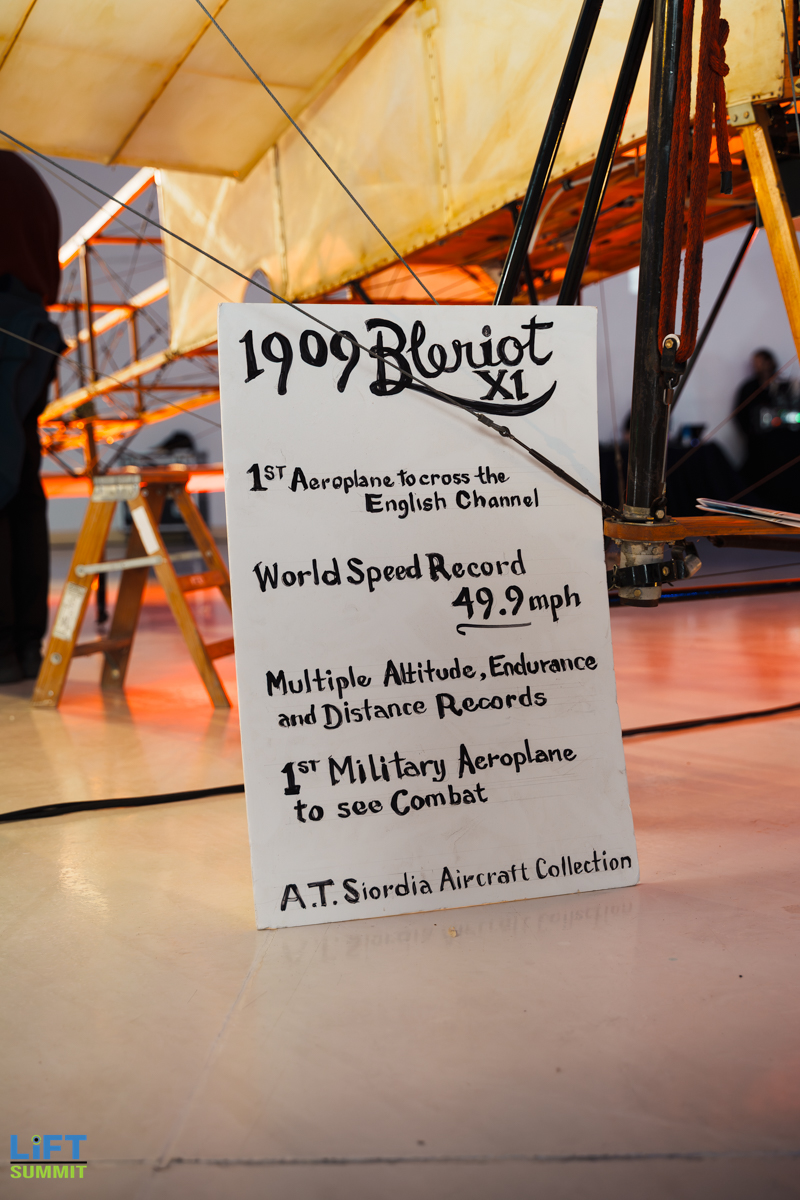 1909 Bleriot
XI
1ST Aeroplane to cross the
English Channel
World Speed Record
49.9 mph
Multiple Altitude, Endurance
and Distance Records
1ST Military Aeroplane
to see Combat
A.T. Siordia Aircraft Collection
LiFT
SUMMIT